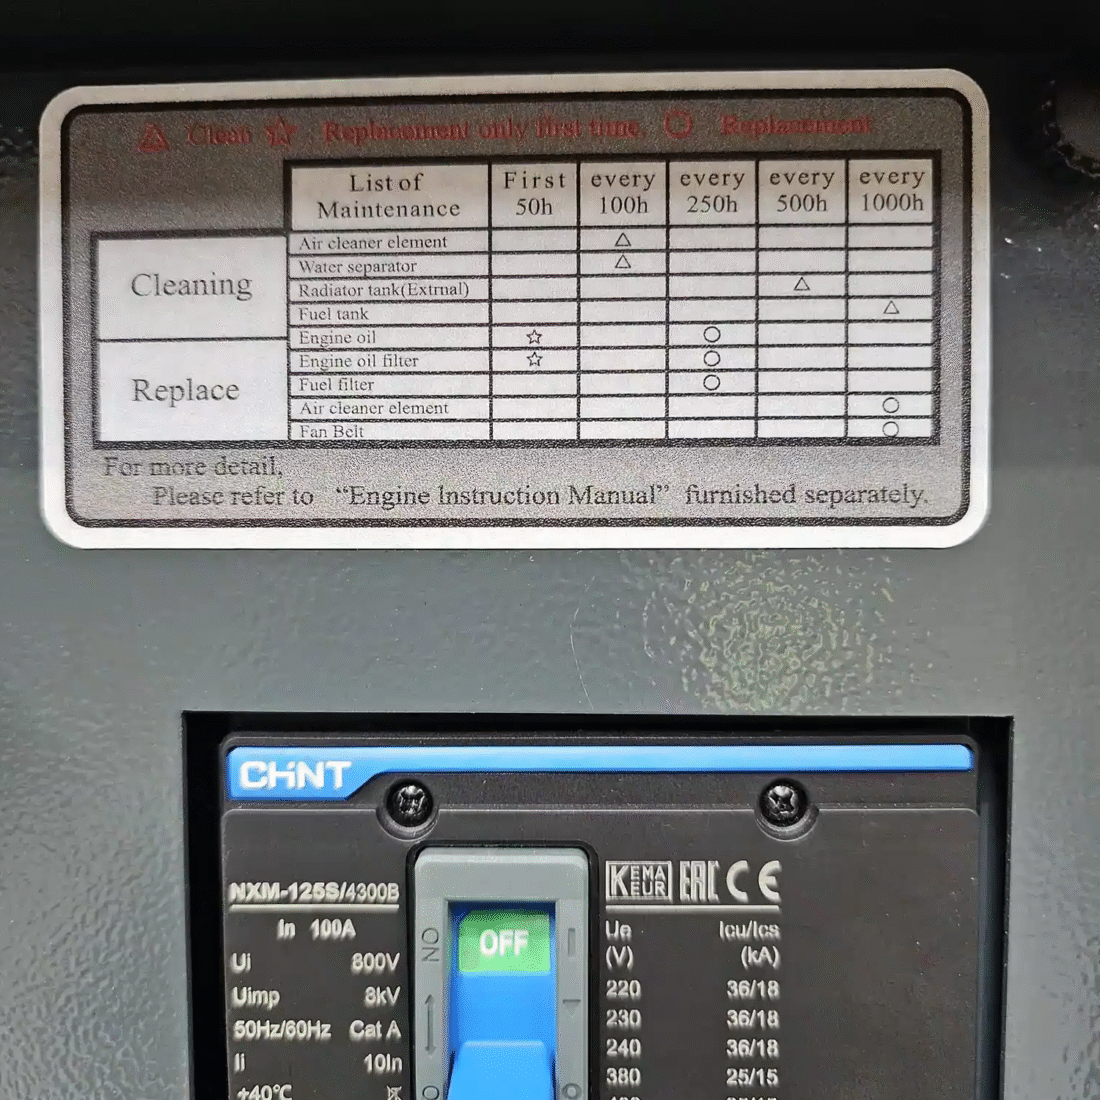 △ Clean ☆ Replacement only first time. ○ Replacement
List of Maintenance First 50h every 100h every 250h every 500h every 1000h
Cleaning
Air cleaner element △
Water separator △
Radiator tank(Extrnal) △
Fuel tank △
Replace
Engine oil ☆ ○
Engine oil filter ☆ ○
Fuel filter ○
Air cleaner element ○
Fan Belt ○
For more detail,
Please refer to "Engine Instruction Manual" furnished separately.
CHNT
NXM-125S/4300B
In 100A
Ui 800V
Uimp 8kV
50Hz/60Hz Cat A
Ii 10In
+40℃
ON
OFF
KEMA EUR EAC CE
Ue Icu/Ics
(V) (kA)
220 36/18
230 36/18
240 36/18
380 25/15